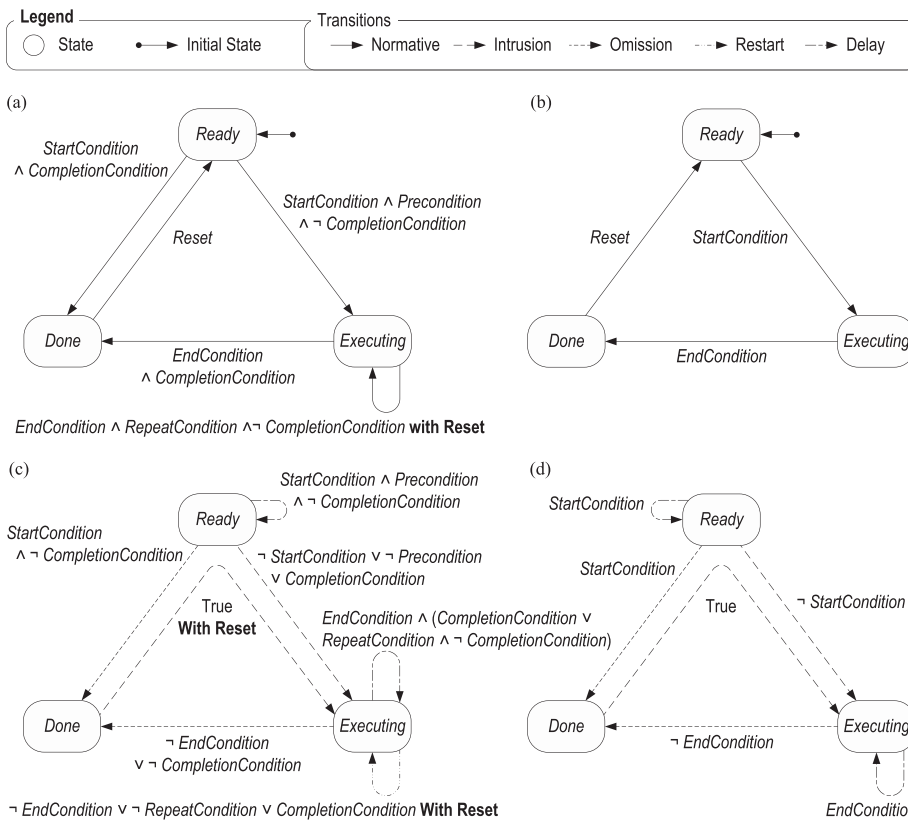 Legend
State
Initial State
Transitions
Normative
Intrusion
Omission
Restart
Delay
(a)
Ready
StartCondition
∧ CompletionCondition
StartCondition ∧ Precondition
∧ ¬ CompletionCondition
Reset
Done
Executing
EndCondition
∧ CompletionCondition
EndCondition ∧ RepeatCondition ∧¬ CompletionCondition with Reset
(b)
Ready
Reset
StartCondition
Done
Executing
EndCondition
(c)
StartCondition ∧ Precondition
∧ ¬ CompletionCondition
Ready
StartCondition
∧ ¬ CompletionCondition
¬ StartCondition ∨ ¬ Precondition
∨ CompletionCondition
True
With Reset
EndCondition ∧ (CompletionCondition ∨
RepeatCondition ∧ ¬ CompletionCondition)
Done
Executing
¬ EndCondition
∨ ¬ CompletionCondition
¬ EndCondition ∨ ¬ RepeatCondition ∨ CompletionCondition With Reset
(d)
StartCondition
Ready
StartCondition
True
¬ StartCondition
Done
Executing
¬ EndCondition
EndConditio